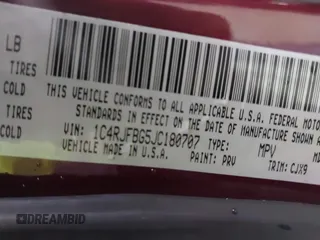 LB
TIRES
COLD
TIRES
COLD
THIS VEHICLE CONFORMS TO ALL APPLICABLE U.S.A. FEDERAL MOTOR
STANDARDS IN EFFECT ON THE DATE OF MANUFACTURE SHOWN A
VIN: 1C4RJFBG5JC180707 TYPE: MPV
VEHICLE MADE IN U.S.A. PAINT: PRV TRIM: CJX9
DREAMBID